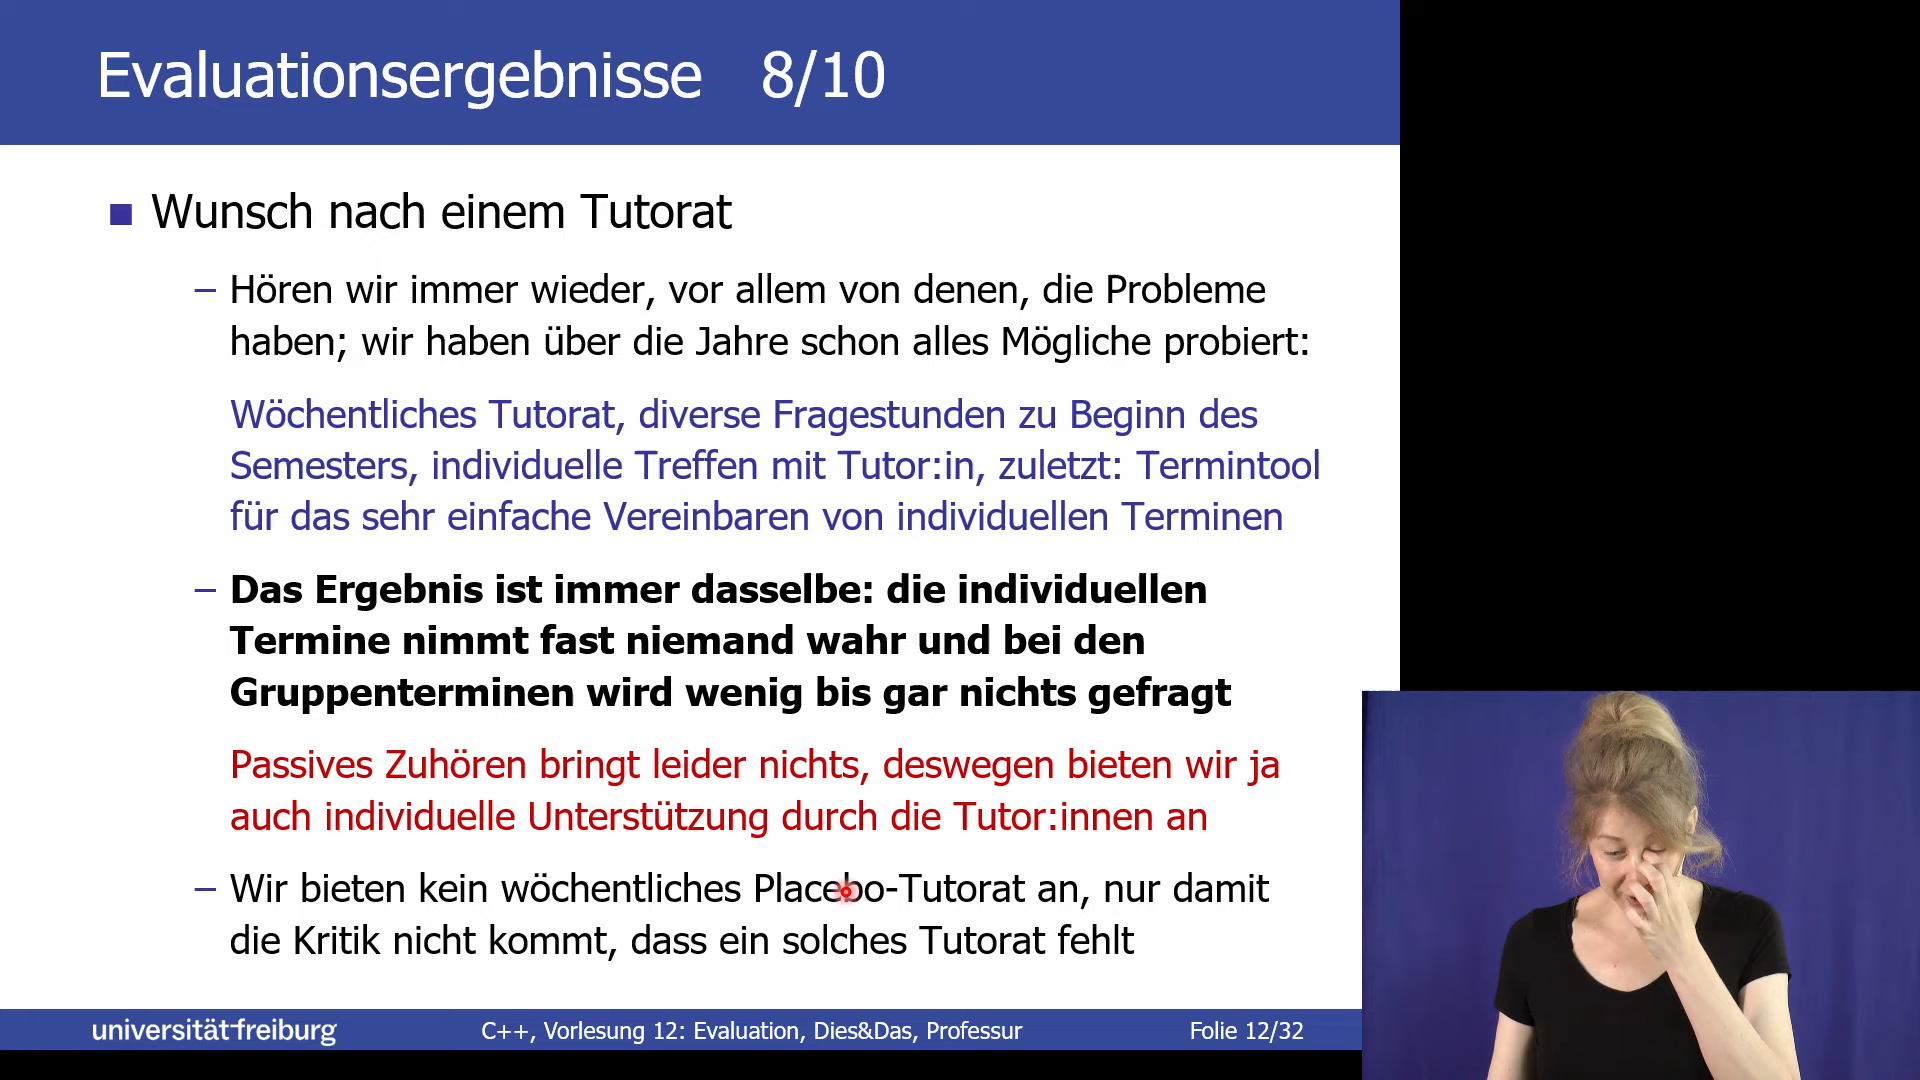 Evaluationsergebnisse 8/10
Wunsch nach einem Tutorat
– Hören wir immer wieder, vor allem von denen, die Probleme
haben; wir haben über die Jahre schon alles Mögliche probiert:
Wöchentliches Tutorat, diverse Fragestunden zu Beginn des
Semesters, individuelle Treffen mit Tutor:in, zuletzt: Termintool
für das sehr einfache Vereinbaren von individuellen Terminen
– Das Ergebnis ist immer dasselbe: die individuellen
Termine nimmt fast niemand wahr und bei den
Gruppenterminen wird wenig bis gar nichts gefragt
Passives Zuhören bringt leider nichts, deswegen bieten wir ja
auch individuelle Unterstützung durch die Tutor:innen an
– Wir bieten kein wöchentliches Placebo-Tutorat an, nur damit
die Kritik nicht kommt, dass ein solches Tutorat fehlt
universität freiburg
C++, Vorlesung 12: Evaluation, Dies&Das, Professur
Folie 12/32